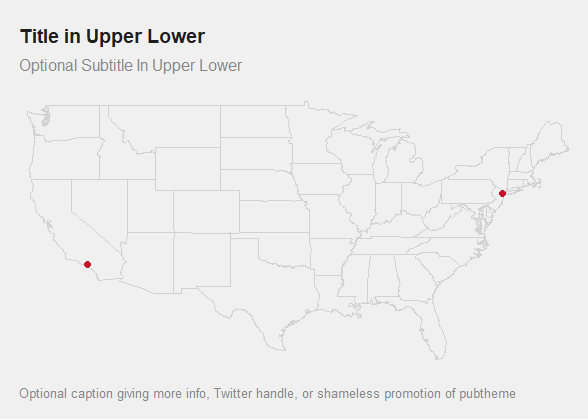 Title in Upper Lower
Optional Subtitle In Upper Lower
Optional caption giving more info, Twitter handle, or shameless promotion of pubtheme